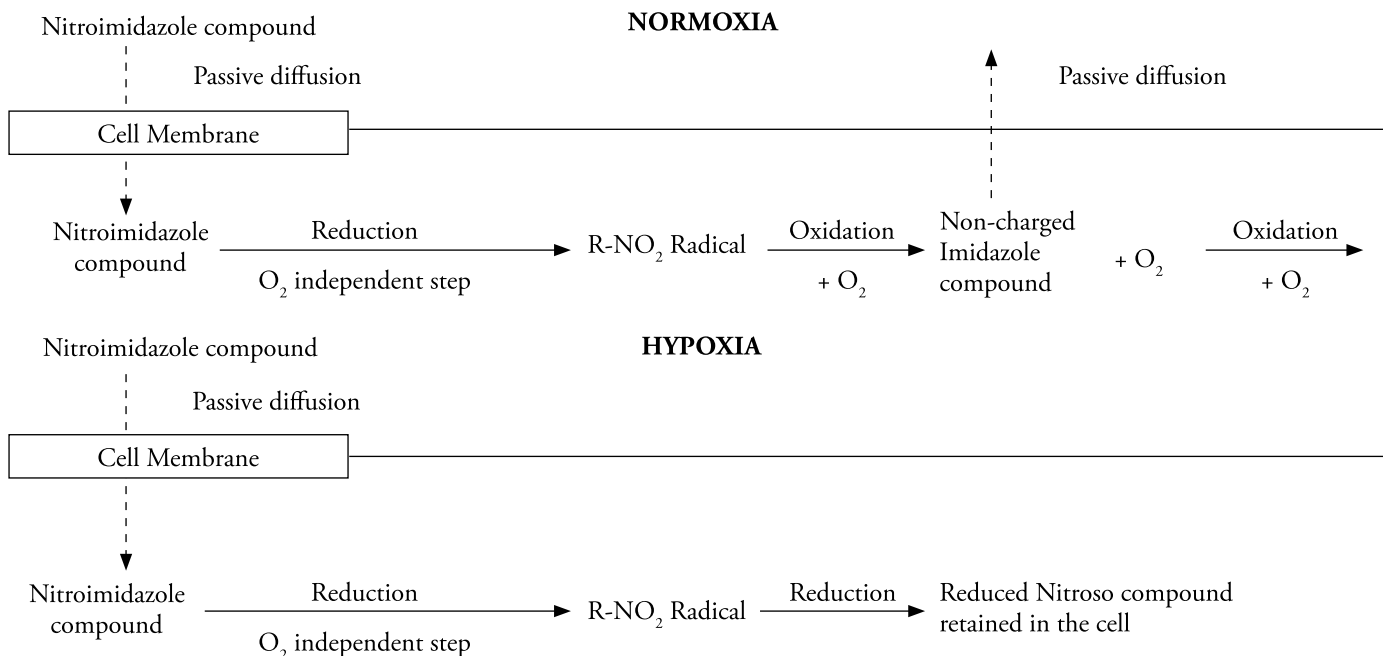 Nitroimidazole compound
NORMOXIA
Passive diffusion
Passive diffusion
Cell Membrane
Nitroimidazole
compound
Reduction
O₂ independent step
R-NO₂ Radical
Oxidation
+ O₂
Non-charged
Imidazole
compound
+ O₂
Oxidation
+ O₂
Nitroimidazole compound
HYPOXIA
Passive diffusion
Cell Membrane
Nitroimidazole
compound
Reduction
O₂ independent step
R-NO₂ Radical
Reduction
Reduced Nitroso compound
retained in the cell